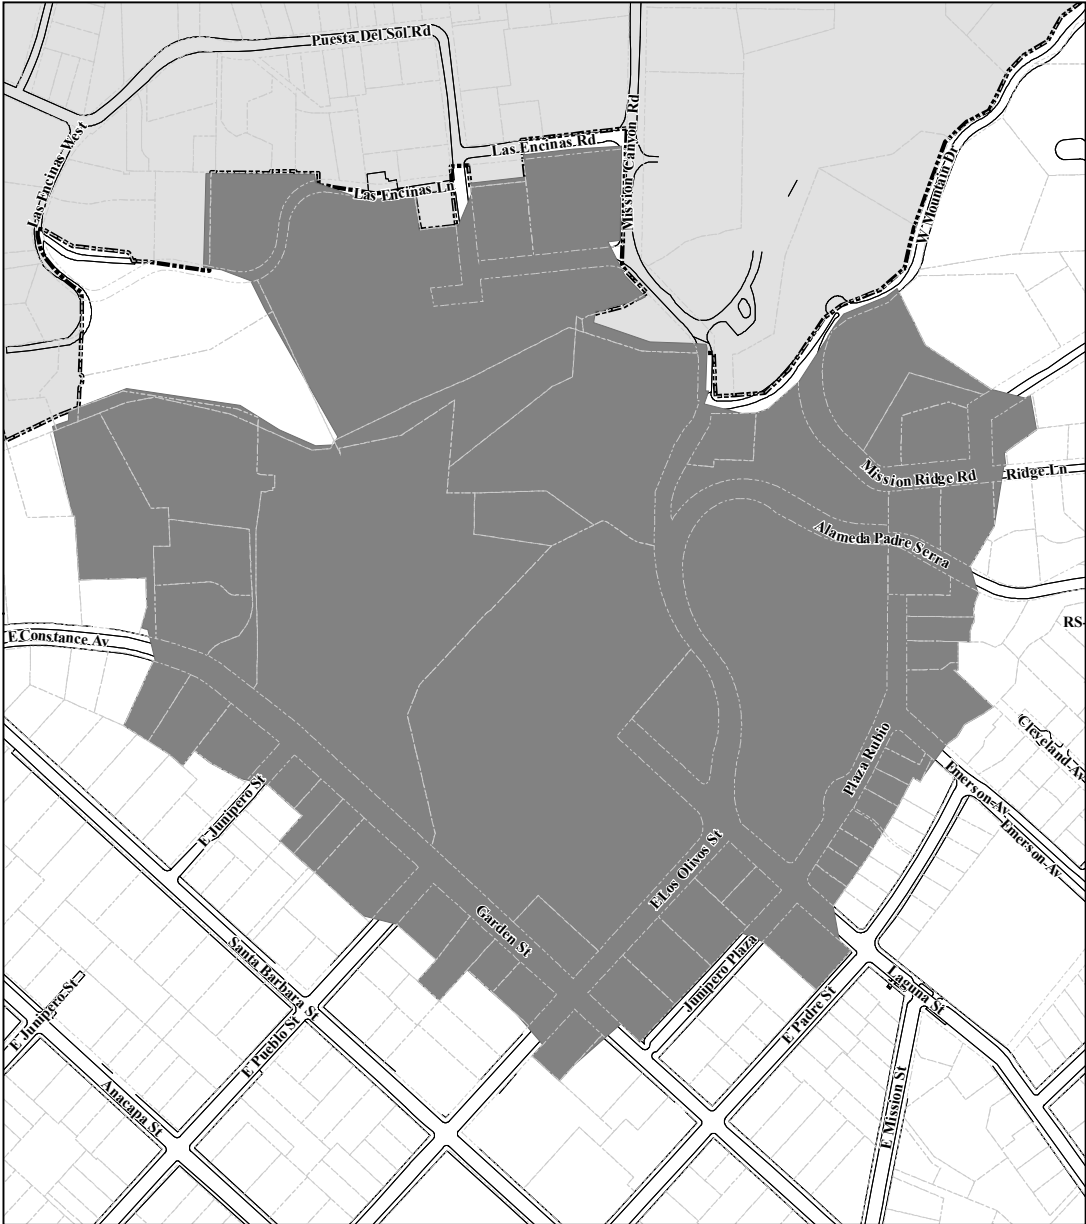 Puesta Del Sol Rd
Las Encinas West
Las Encinas Rd
Mission Canyon Rd
Las Encinas Ln
W Mountain Dr
Mission Ridge Rd
Ridge Ln
Alameda Padre Serra
RS-
E Constance Av
Cleveland Av
Plaza Rubio
Emerson Av
Emerson Av
E Junipero St
E Los Olivos St
Garden St
Santa Barbara St
Junipero Plaza
Laguna St
E Junipero St
E Padre St
E Pueblo St
Anacapa St
E Mission St